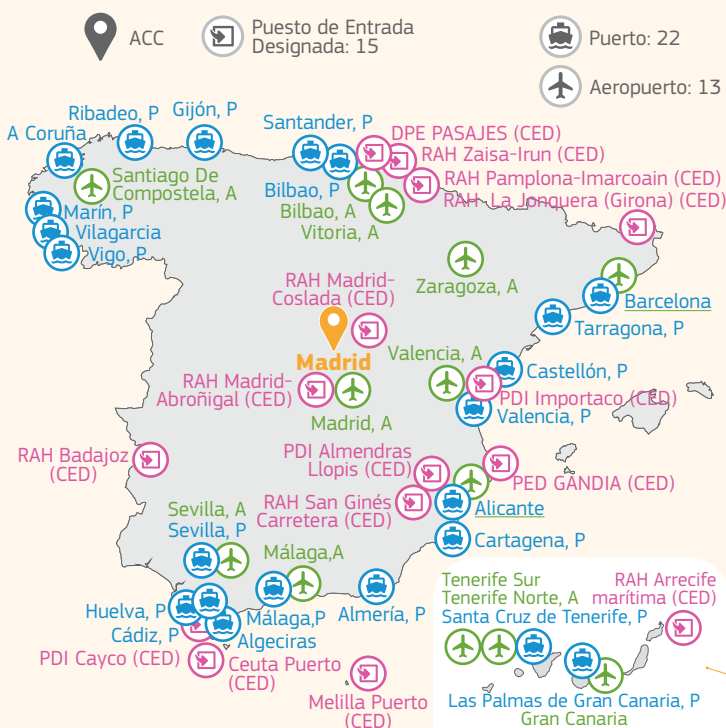 ACC
Puesto de Entrada
Designada: 15
Puerto: 22
Aeropuerto: 13
Ribadeo, P
Gijón, P
A Coruña
Santander, P
DPE PASAJES (CED)
RAH Zaisa-Irun (CED)
RAH Pamplona-Imarcoain (CED)
RAH  La Jonquera (Girona) (CED)
Santiago De
Compostela, A
Bilbao, P
Bilbao, A
Vitoria, A
Marín, P
Vilagarcia
Vigo, P
RAH Madrid-
Coslada (CED)
Zaragoza, A
Barcelona
Tarragona, P
Madrid
Valencia, A
Castellón, P
RAH Madrid-
Abroñigal (CED)
PDI Importaco (CED)
Madrid, A
Valencia, P
RAH Badajoz
(CED)
PDI Almendras
Llopis (CED)
PED GANDIA (CED)
RAH San Ginés
Carretera (CED)
Alicante
Sevilla, A
Sevilla, P
Cartagena, P
Málaga,A
Huelva, P
Cádiz, P
Málaga,P
Algeciras
Almería, P
PDI Cayco (CED)
Ceuta Puerto
(CED)
Melilla Puerto
(CED)
Tenerife Sur
Tenerife Norte, A
Santa Cruz de Tenerife, P
RAH Arrecife
marítima (CED)
Las Palmas de Gran Canaria, P
Gran Canaria